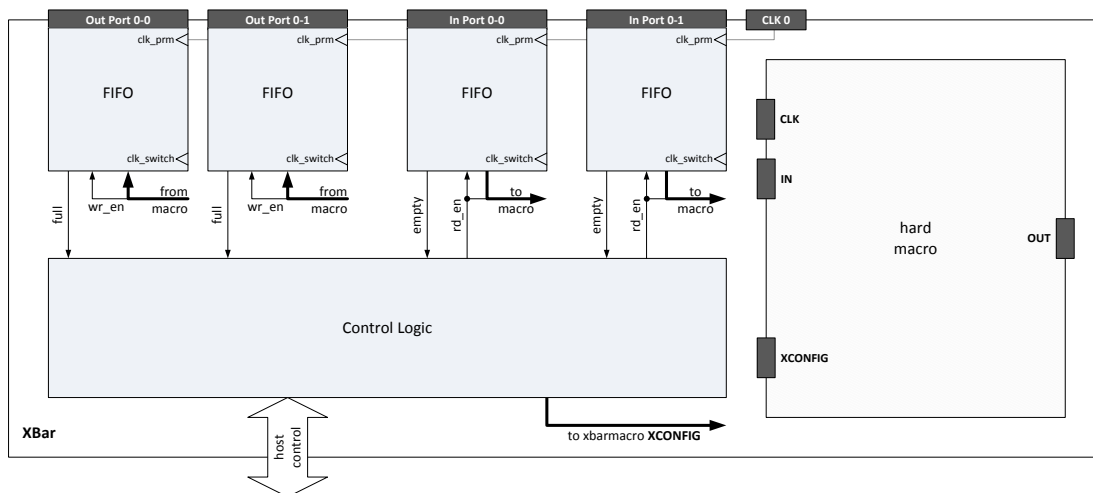 Out Port 0-0
Out Port 0-1
In Port 0-0
In Port 0-1
CLK 0
clk_prm
clk_prm
clk_prm
clk_prm
FIFO
FIFO
FIFO
FIFO
clk_switch
clk_switch
clk_switch
clk_switch
full
wr_en
from
macro
full
wr_en
from
macro
empty
rd_en
to
macro
empty
rd_en
to
macro
CLK
IN
hard
macro
OUT
XCONFIG
Control Logic
XBar
host
control
to xbarmacro XCONFIG